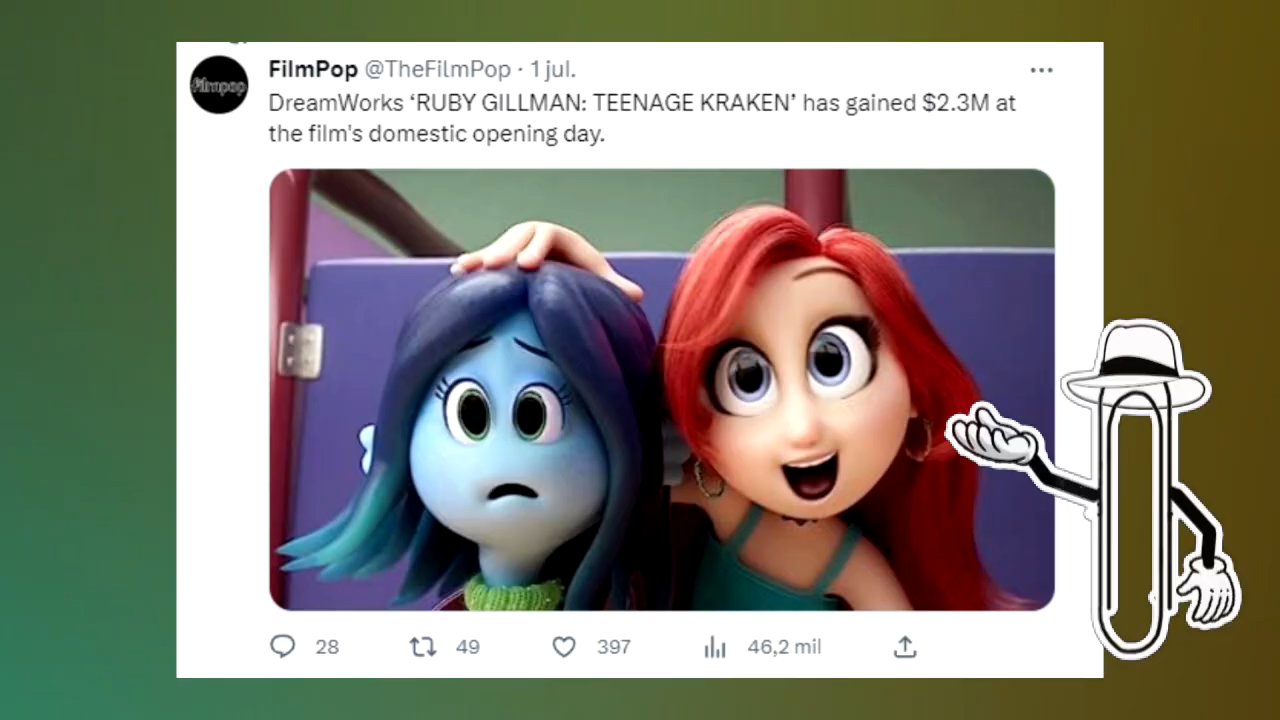 FilmPop @TheFilmPop · 1 jul.
DreamWorks ‘RUBY GILLMAN: TEENAGE KRAKEN’ has gained $2.3M at
the film's domestic opening day.
filmpop
28 49 397 46,2 mil